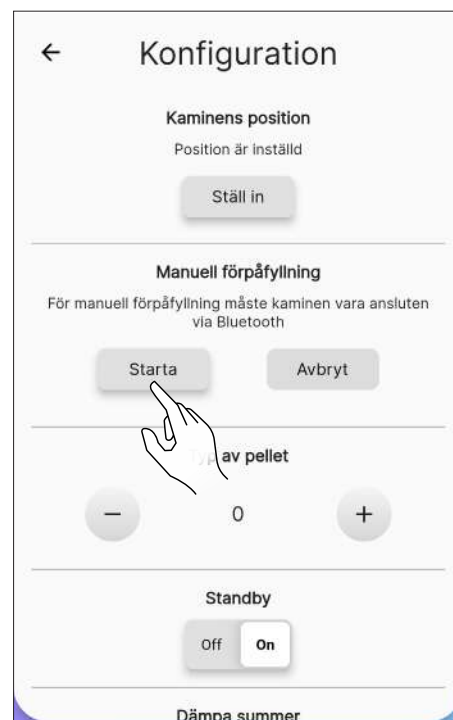 Konfiguration
Kaminens position
Position är inställd
Ställ in
Manuell förpåfyllning
För manuell förpåfyllning måste kaminen vara ansluten
via Bluetooth
Starta Avbryt
Typ av pellet
− 0 +
Standby
Off On
Dämpa summer